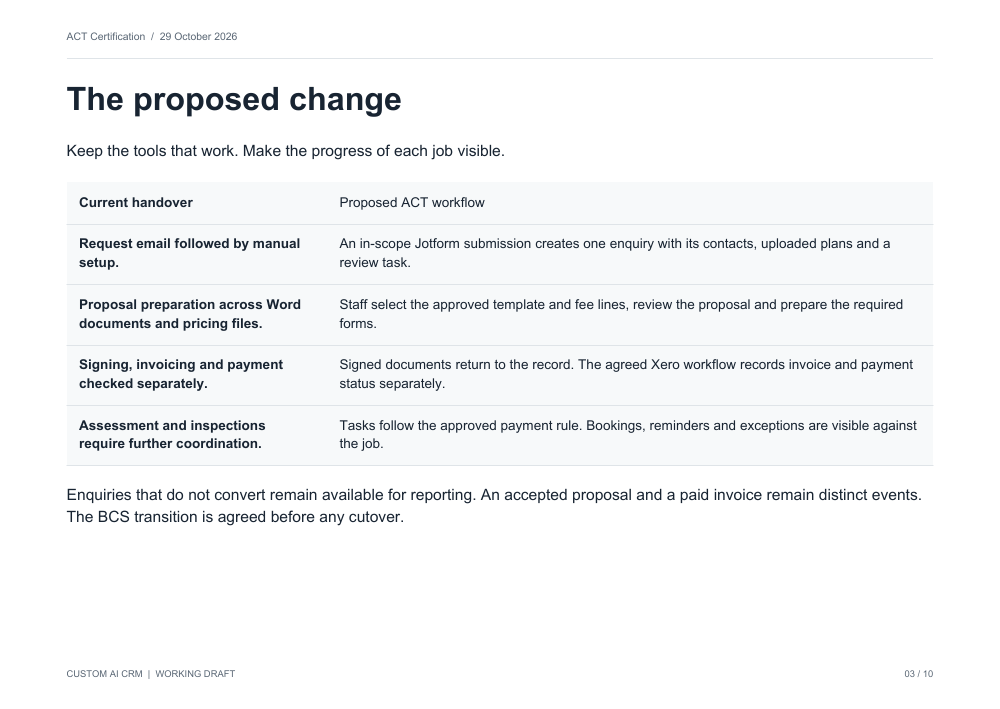 ACT Certification / 29 October 2026
The proposed change
Keep the tools that work. Make the progress of each job visible.
Current handover
Proposed ACT workflow
Request email followed by manual
setup.
An in-scope Jotform submission creates one enquiry with its contacts, uploaded plans and a
review task.
Proposal preparation across Word
documents and pricing files.
Staff select the approved template and fee lines, review the proposal and prepare the required
forms.
Signing, invoicing and payment
checked separately.
Signed documents return to the record. The agreed Xero workflow records invoice and payment
status separately.
Assessment and inspections
require further coordination.
Tasks follow the approved payment rule. Bookings, reminders and exceptions are visible against
the job.
Enquiries that do not convert remain available for reporting. An accepted proposal and a paid invoice remain distinct events.
The BCS transition is agreed before any cutover.
CUSTOM AI CRM | WORKING DRAFT
03 / 10